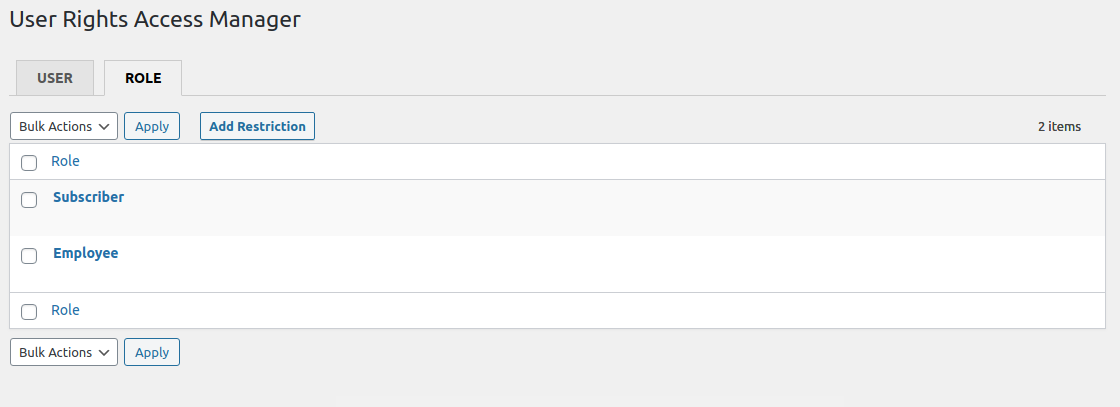 User Rights Access Manager
USER ROLE
Bulk Actions Apply Add Restriction 2 items
Role
Subscriber
Employee
Role
Bulk Actions Apply